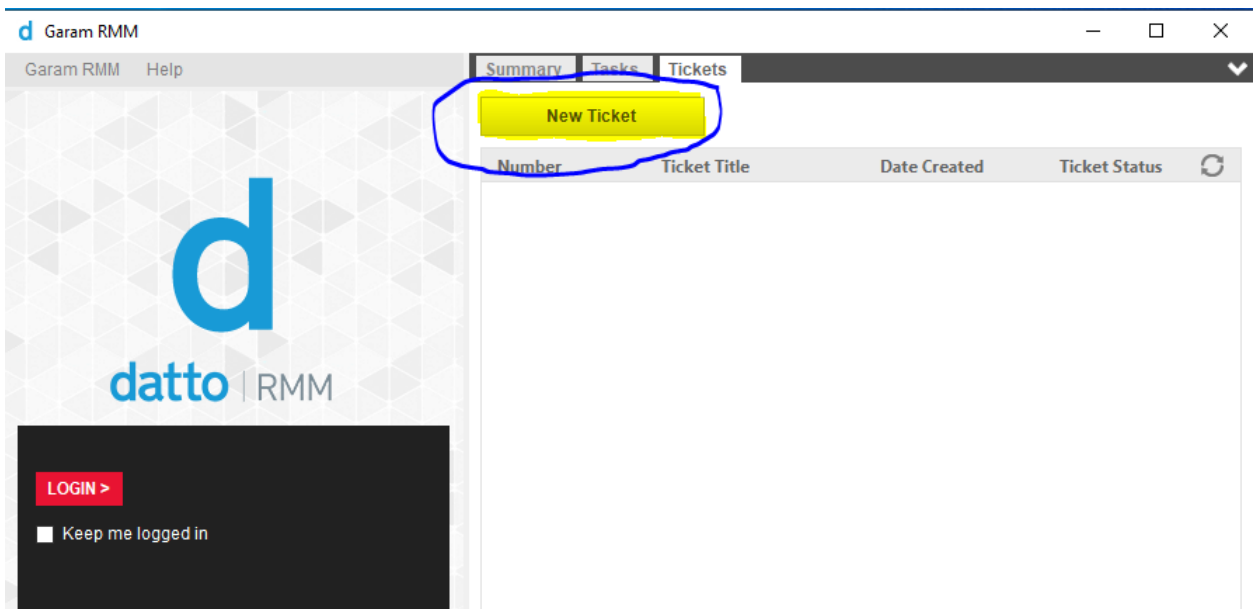 Garam RMM
Garam RMM Help
Summary Tasks Tickets
New Ticket
Number Ticket Title Date Created Ticket Status
d
datto | RMM
LOGIN >
Keep me logged in